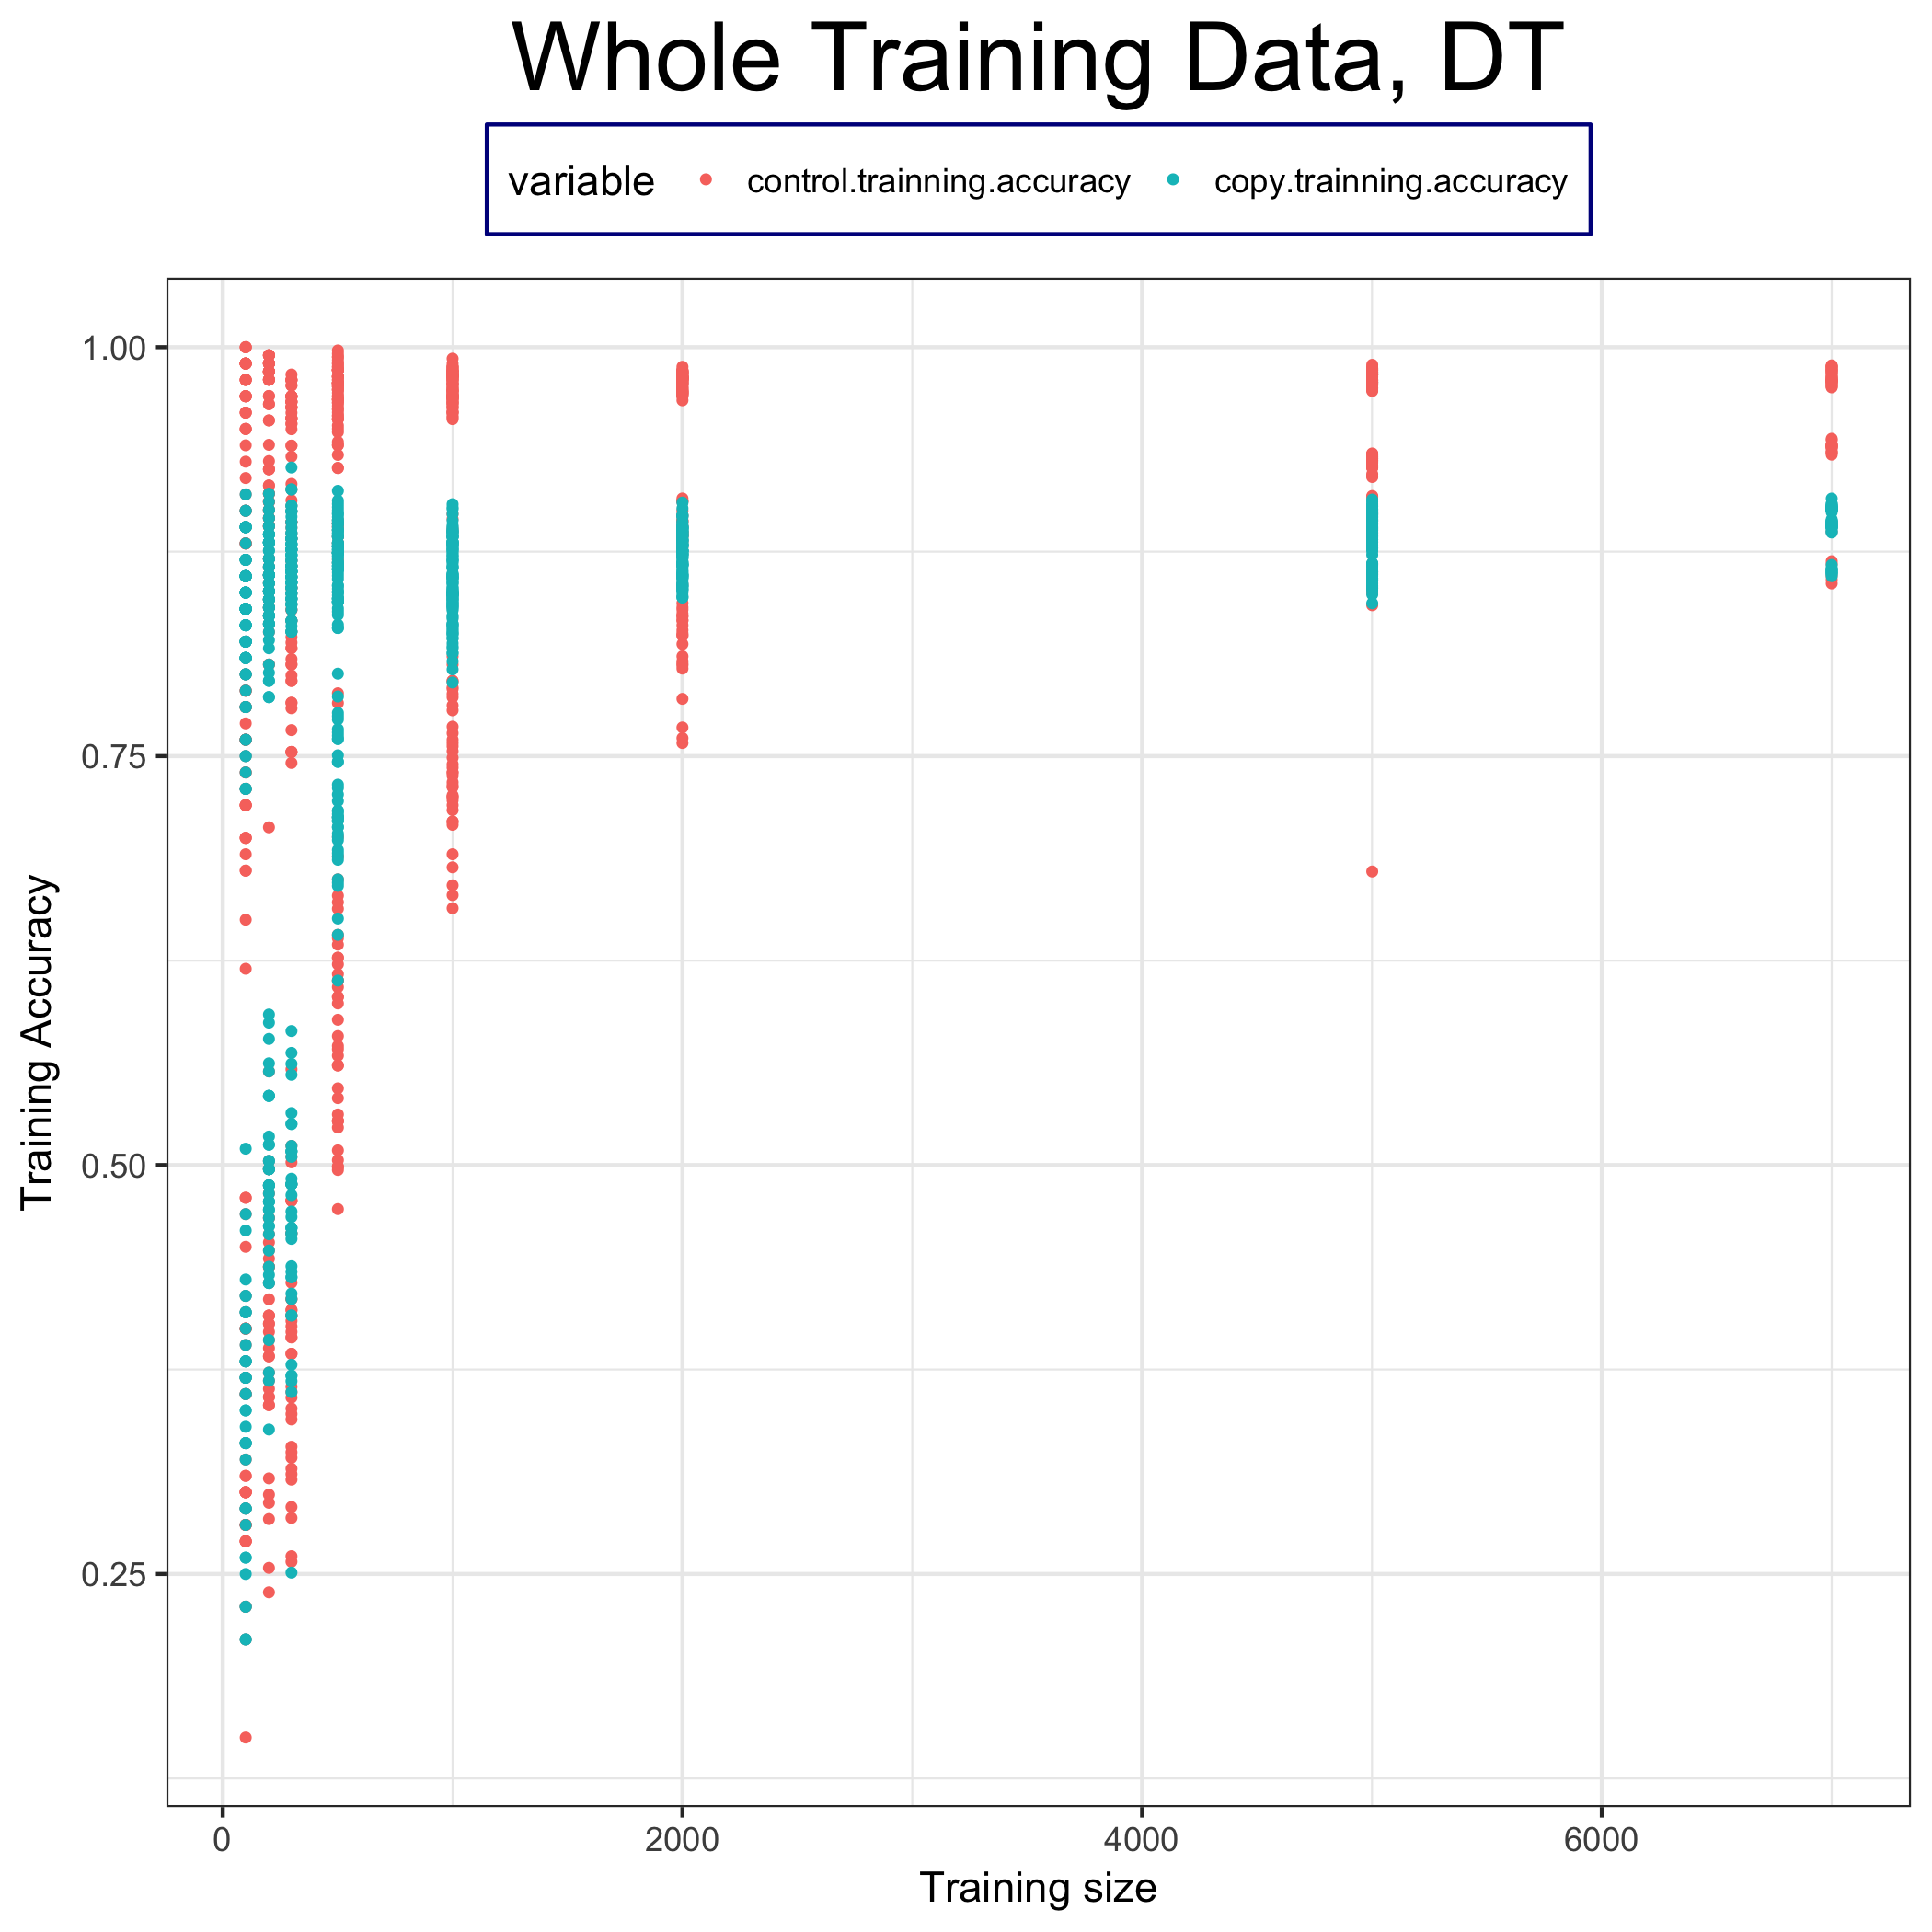 Whole Training Data, DT
variable control.trainning.accuracy copy.trainning.accuracy
1.00
0.75
0.50
0.25
Training Accuracy
0 2000 4000 6000
Training size